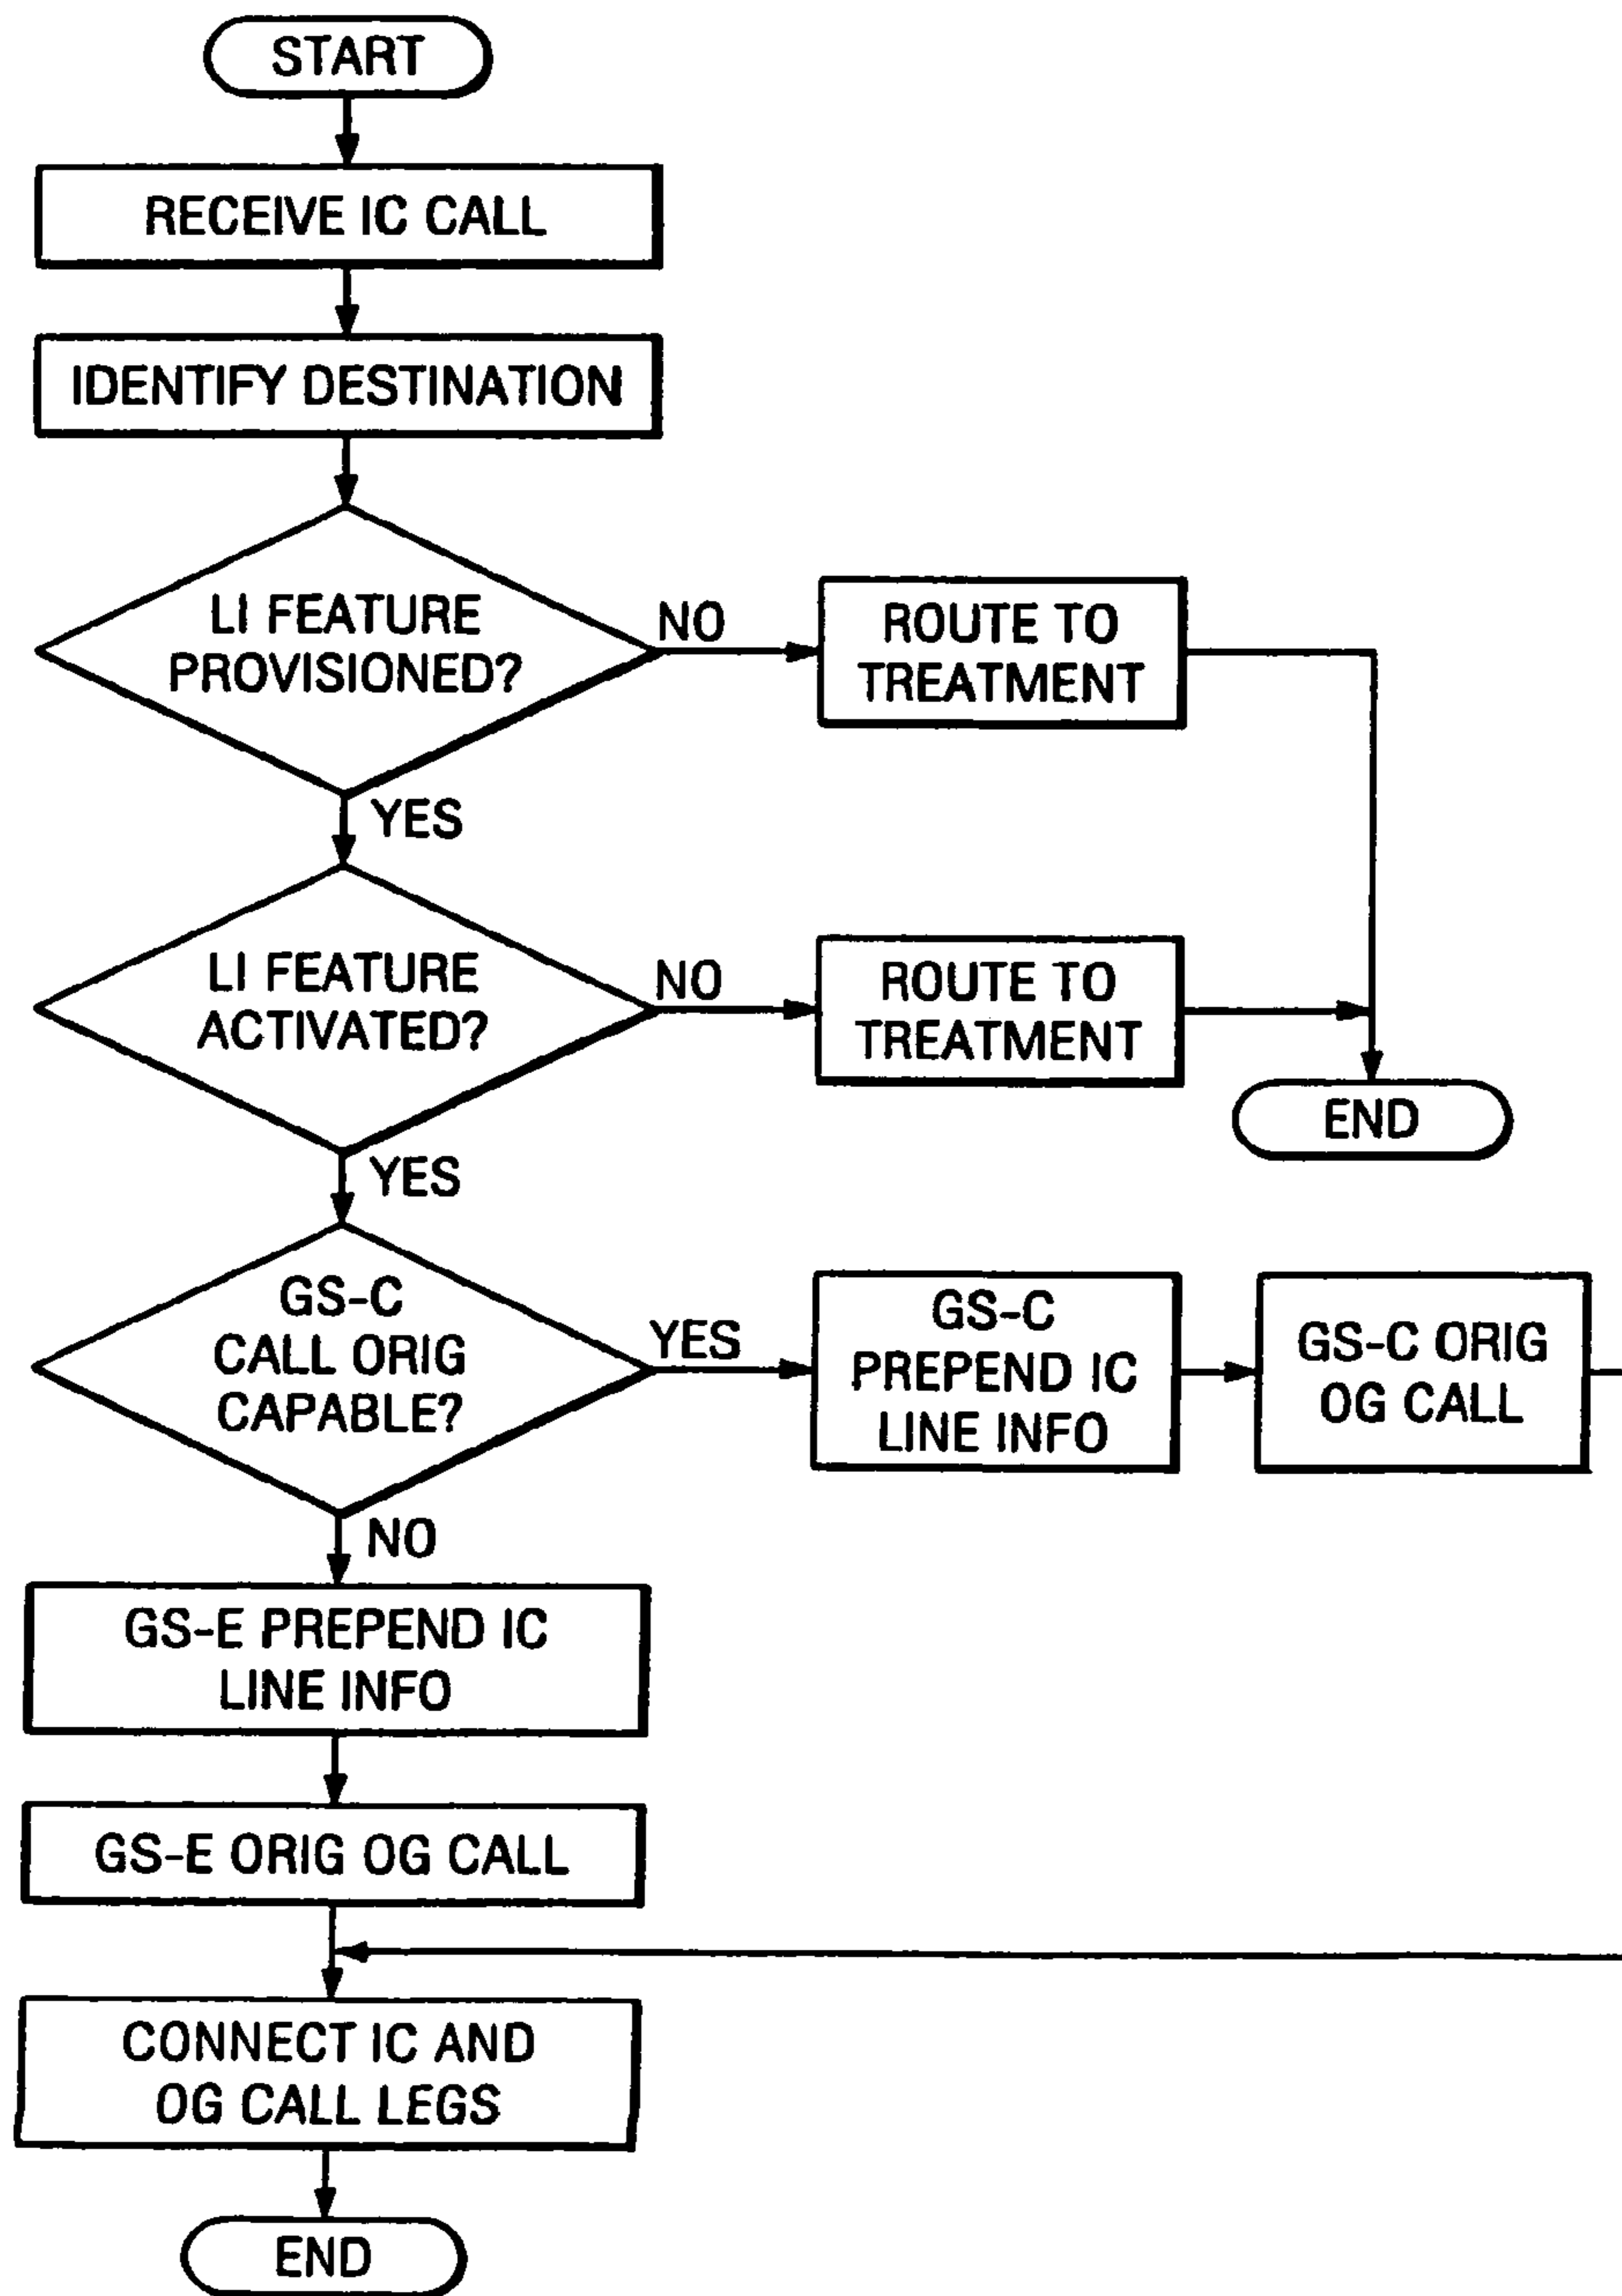 START
RECEIVE IC CALL
IDENTIFY DESTINATION
LI FEATURE
PROVISIONED?
NO
ROUTE TO
TREATMENT
YES
LI FEATURE
ACTIVATED?
NO
ROUTE TO
TREATMENT
END
YES
GS-C
CALL ORIG
CAPABLE?
YES
GS-C
PREPEND IC
LINE INFO
GS-C ORIG
OG CALL
NO
GS-E PREPEND IC
LINE INFO
GS-E ORIG OG CALL
CONNECT IC AND
OG CALL LEGS
END